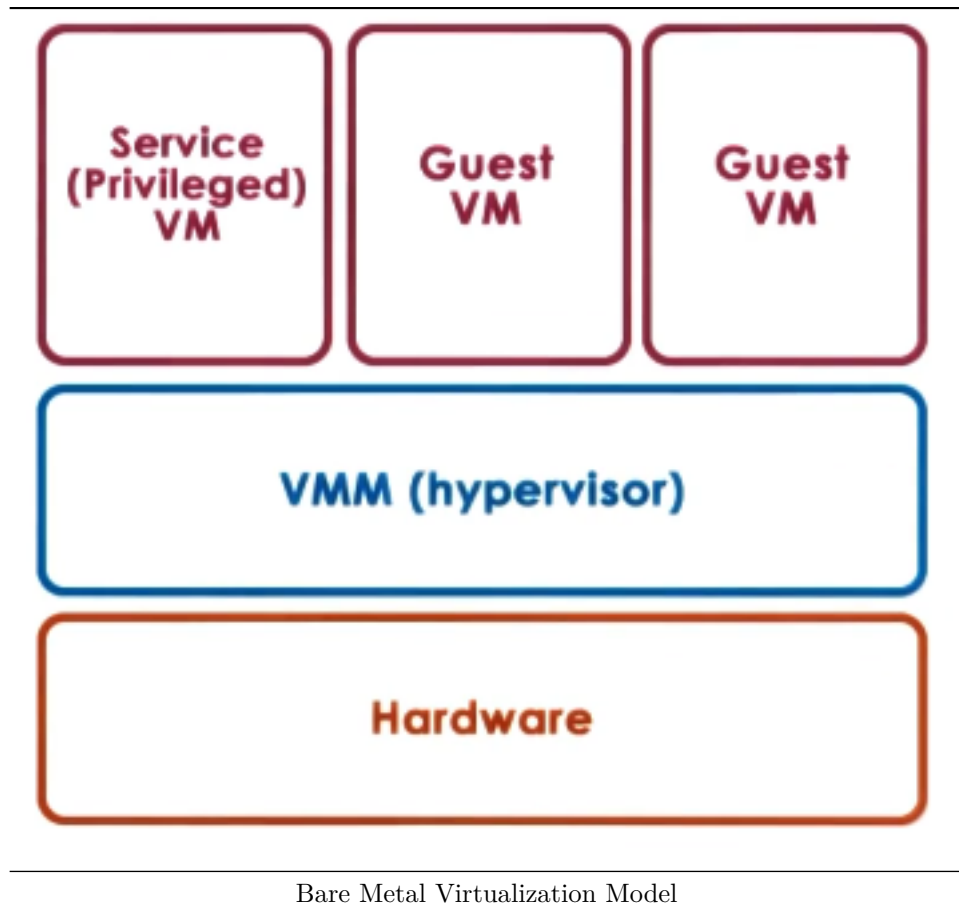 Service
(Privileged)
VM
Guest
VM
Guest
VM
VMM (hypervisor)
Hardware
Bare Metal Virtualization Model